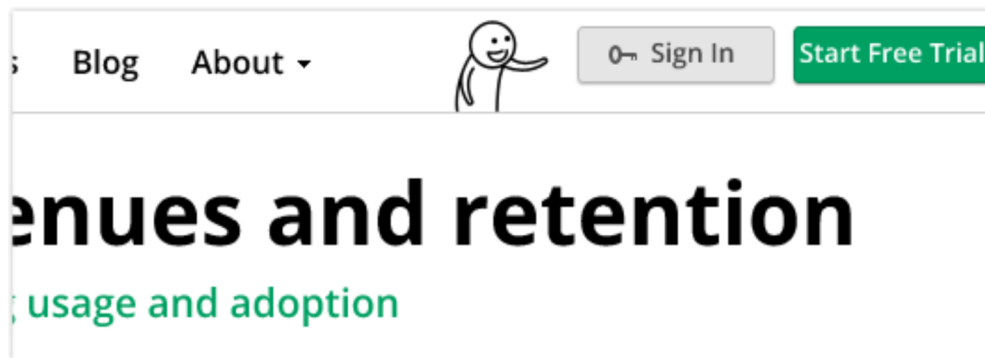 s Blog About
Sign In
Start Free Trial
enues and retention
usage and adoption